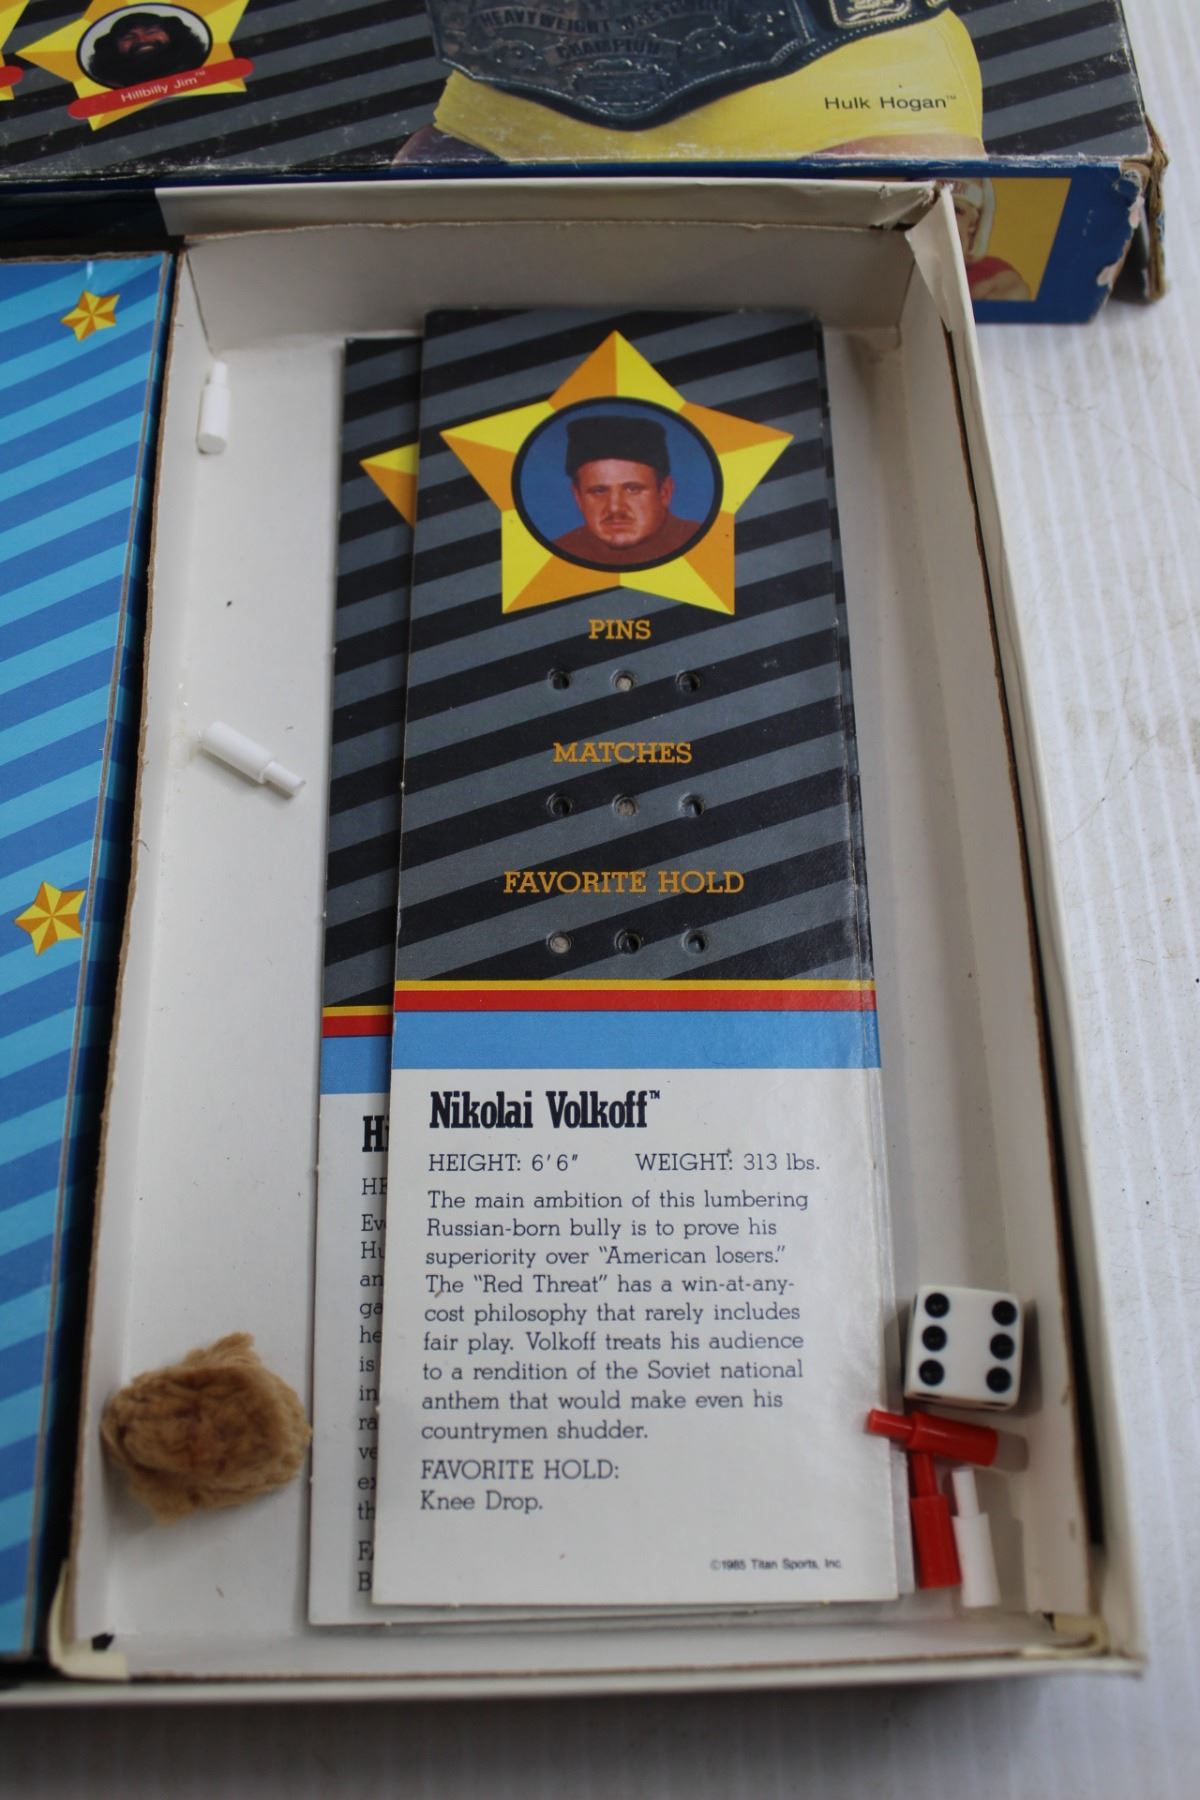 HEAVYWEIGHT WRESTLING
CHAMPION
Hillbilly Jim™
Hulk Hogan™
PINS
MATCHES
FAVORITE HOLD
Nikolai Volkoff™
HEIGHT: 6'6" WEIGHT: 313 lbs.
The main ambition of this lumbering
Russian-born bully is to prove his
superiority over "American losers."
The "Red Threat" has a win-at-any-
cost philosophy that rarely includes
fair play. Volkoff treats his audience
to a rendition of the Soviet national
anthem that would make even his
countrymen shudder.
FAVORITE HOLD:
Knee Drop.
©1985 Titan Sports, Inc.